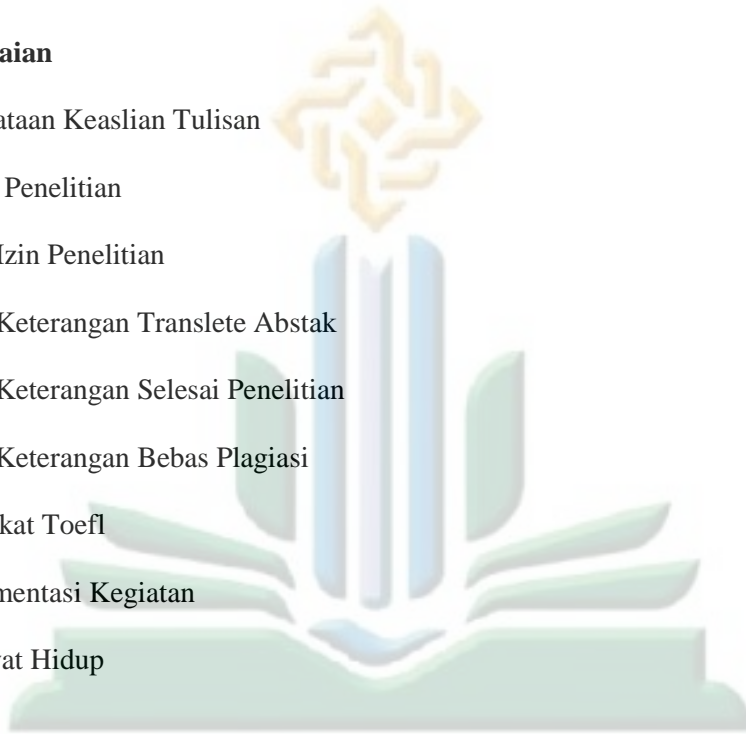 aian
ataan Keaslian Tulisan
Penelitian
Izin Penelitian
Keterangan Translete Abstak
Keterangan Selesai Penelitian
Keterangan Bebas Plagiasi
kat Toefl
mentasi Kegiatan
at Hidup